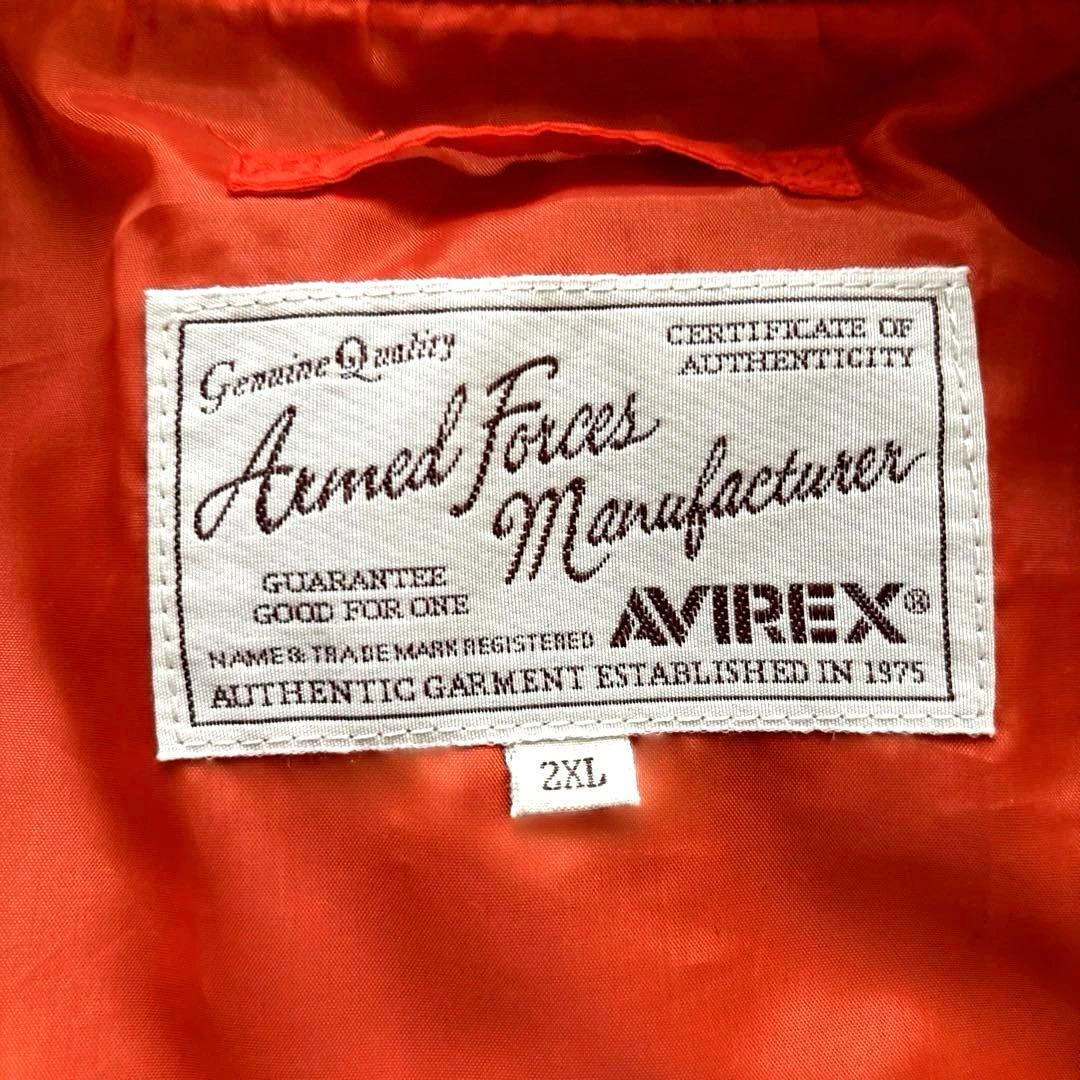 Genuine Quality
CERTIFICATE OF
AUTHENTICITY
Armed Forces
Manufacturer
GUARANTEE
GOOD FOR ONE
AVIREX®
NAME & TRADE MARK REGISTERED
AUTHENTIC GARMENT ESTABLISHED IN 1975
2XL